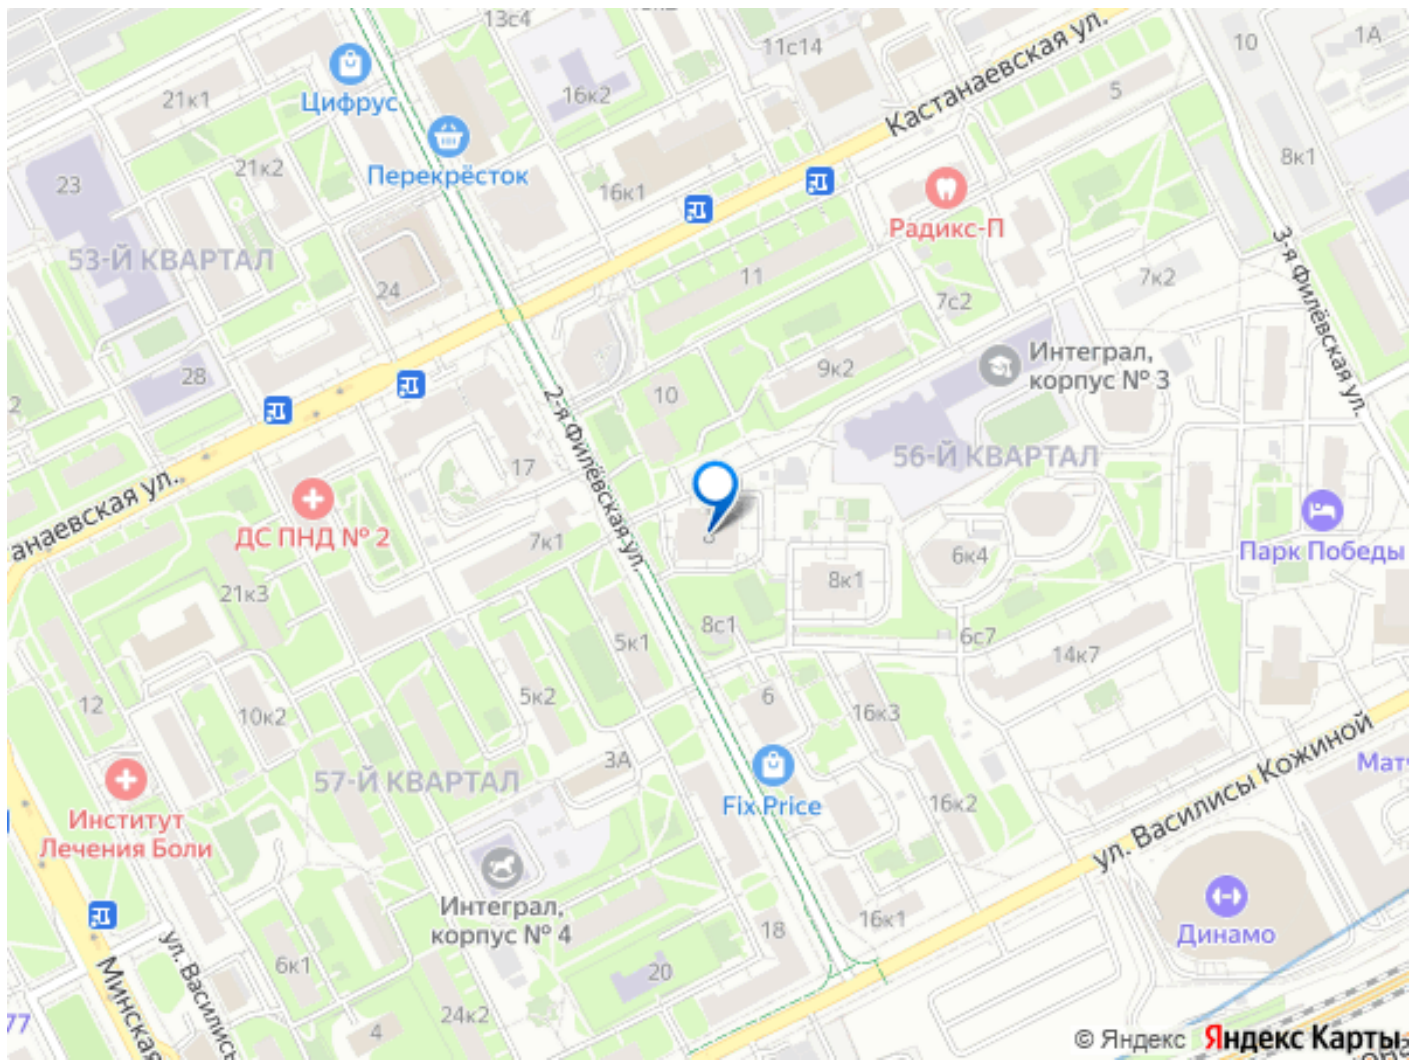 13с4
11с14
10
1А
Кастанаевская ул.
Цифрус
21к1
16к2
5
Перекрёсток
21к2
8к1
23
16к1
Радикс-П
53-Й КВАРТАЛ
3-я Филёвская ул.
11
7к2
24
7с2
28
Интеграл,
корпус № 3
9к2
10
2
2-я Филёвская ул.
17
56-Й КВАРТАЛ
анаевская ул.
ДС ПНД № 2
7к1
8
6к4
Парк Победы
8к1
21к3
8с1
6с7
5к1
14к7
12
10к2
5к2
6
16к3
3А
57-Й КВАРТАЛ
Fix Price
16к2
Мат
ул. Василисы Кожиной
Институт
Лечения Боли
Интеграл,
корпус № 4
16к1
18
Динамо
ул. Васились
6к1
20
Минская
24к2
4
77
© Яндекс Яндекс Карты